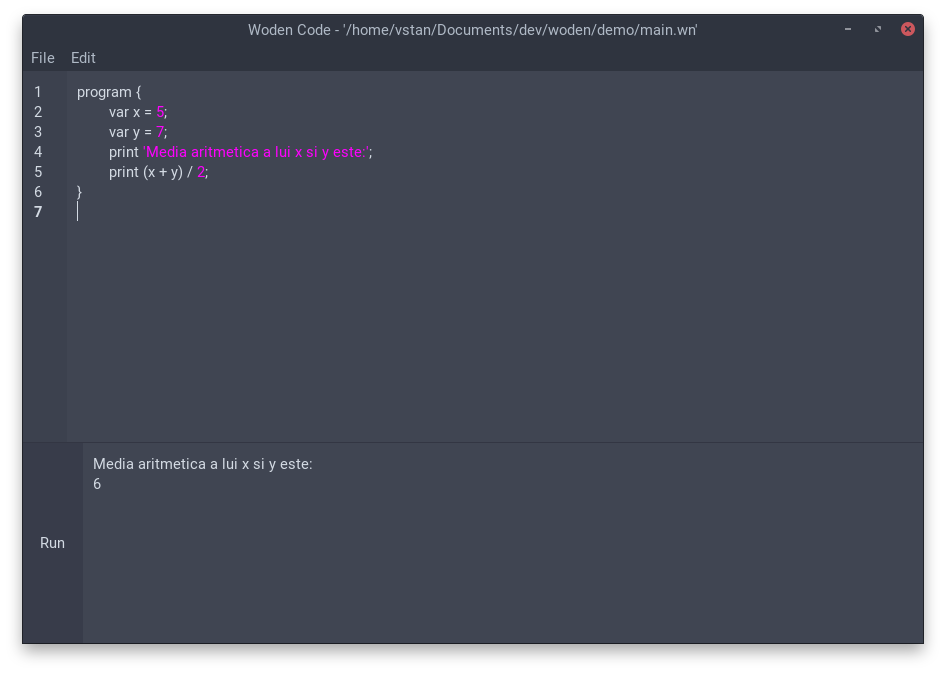 Woden Code - '/home/vstan/Documents/dev/woden/demo/main.wn'
File Edit
1 program {
2 var x = 5;
3 var y = 7;
4 print 'Media aritmetica a lui x si y este:';
5 print (x + y) / 2;
6 }
7
Media aritmetica a lui x si y este:
6
Run